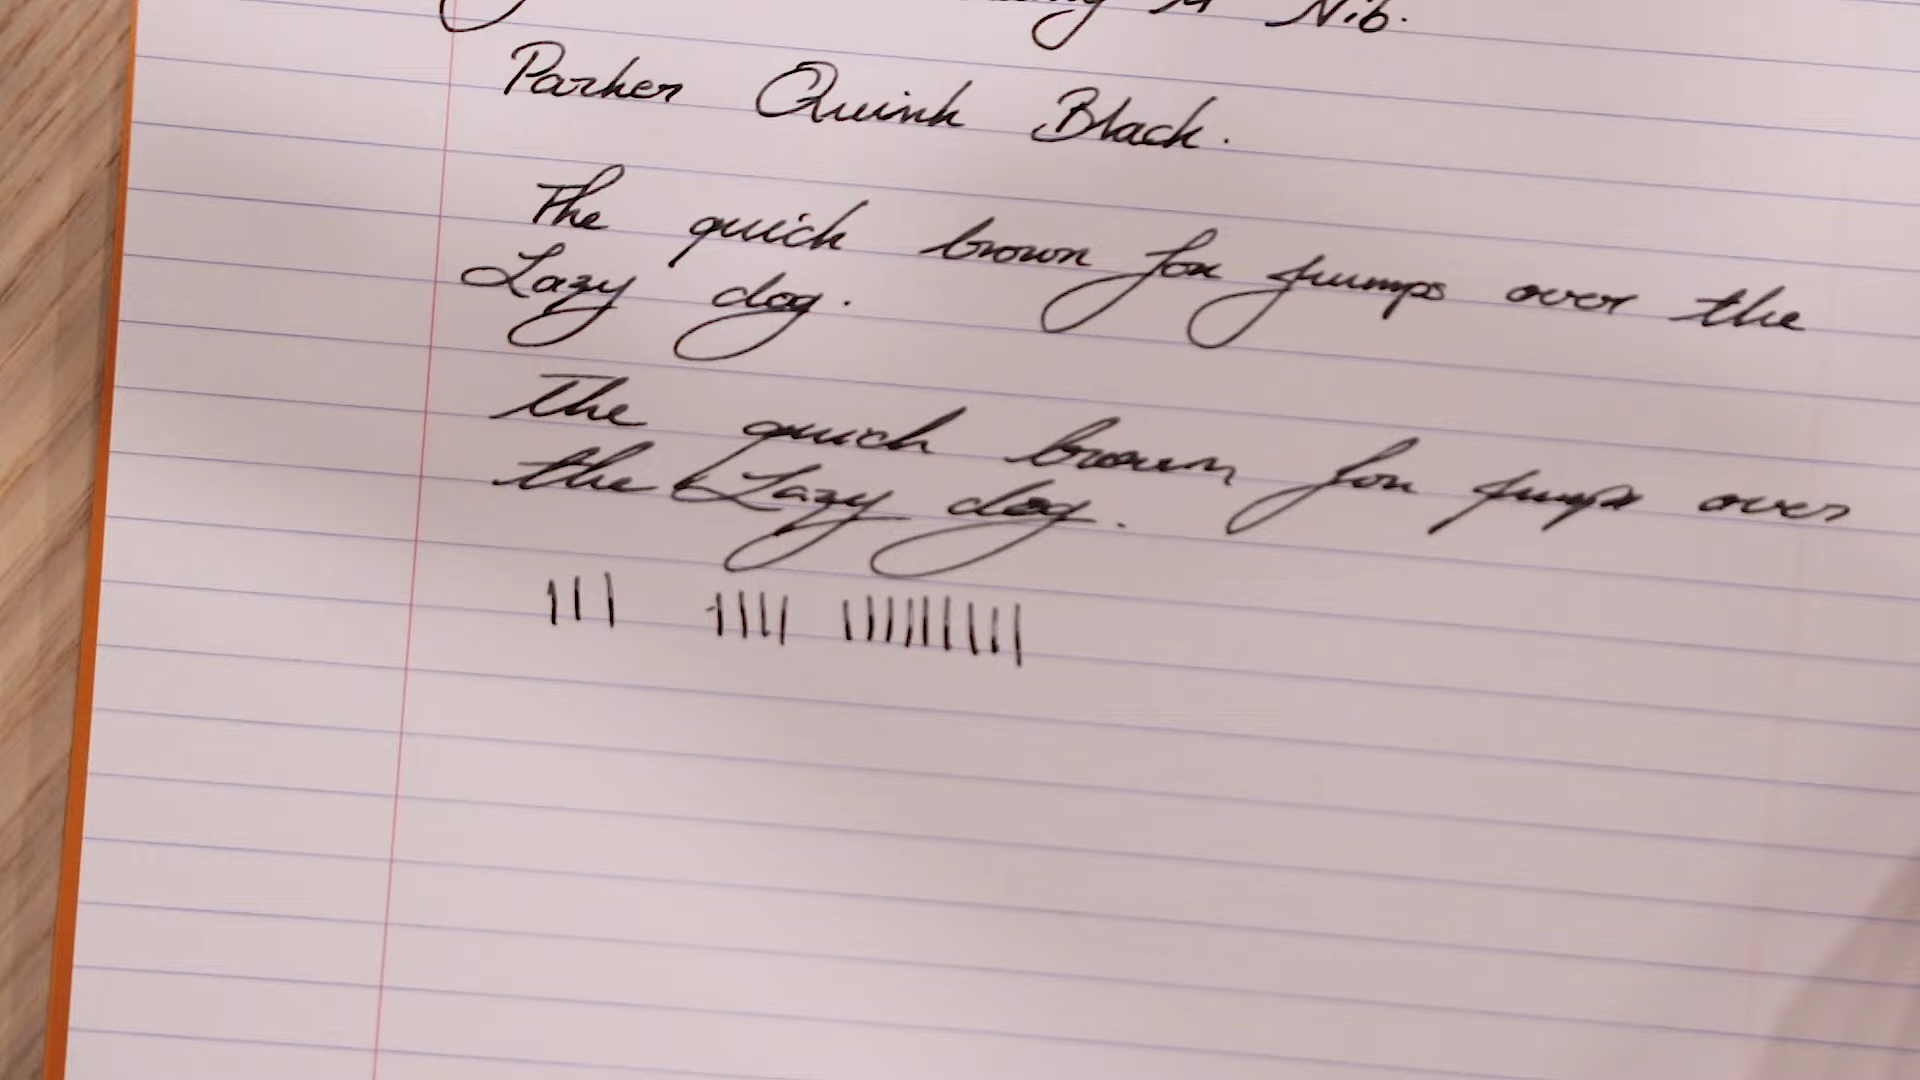 Nib.
Parker Quink Black.
The quick brown fox jumps over the
Lazy dog.
The quick brown fox jumps over
the Lazy dog.